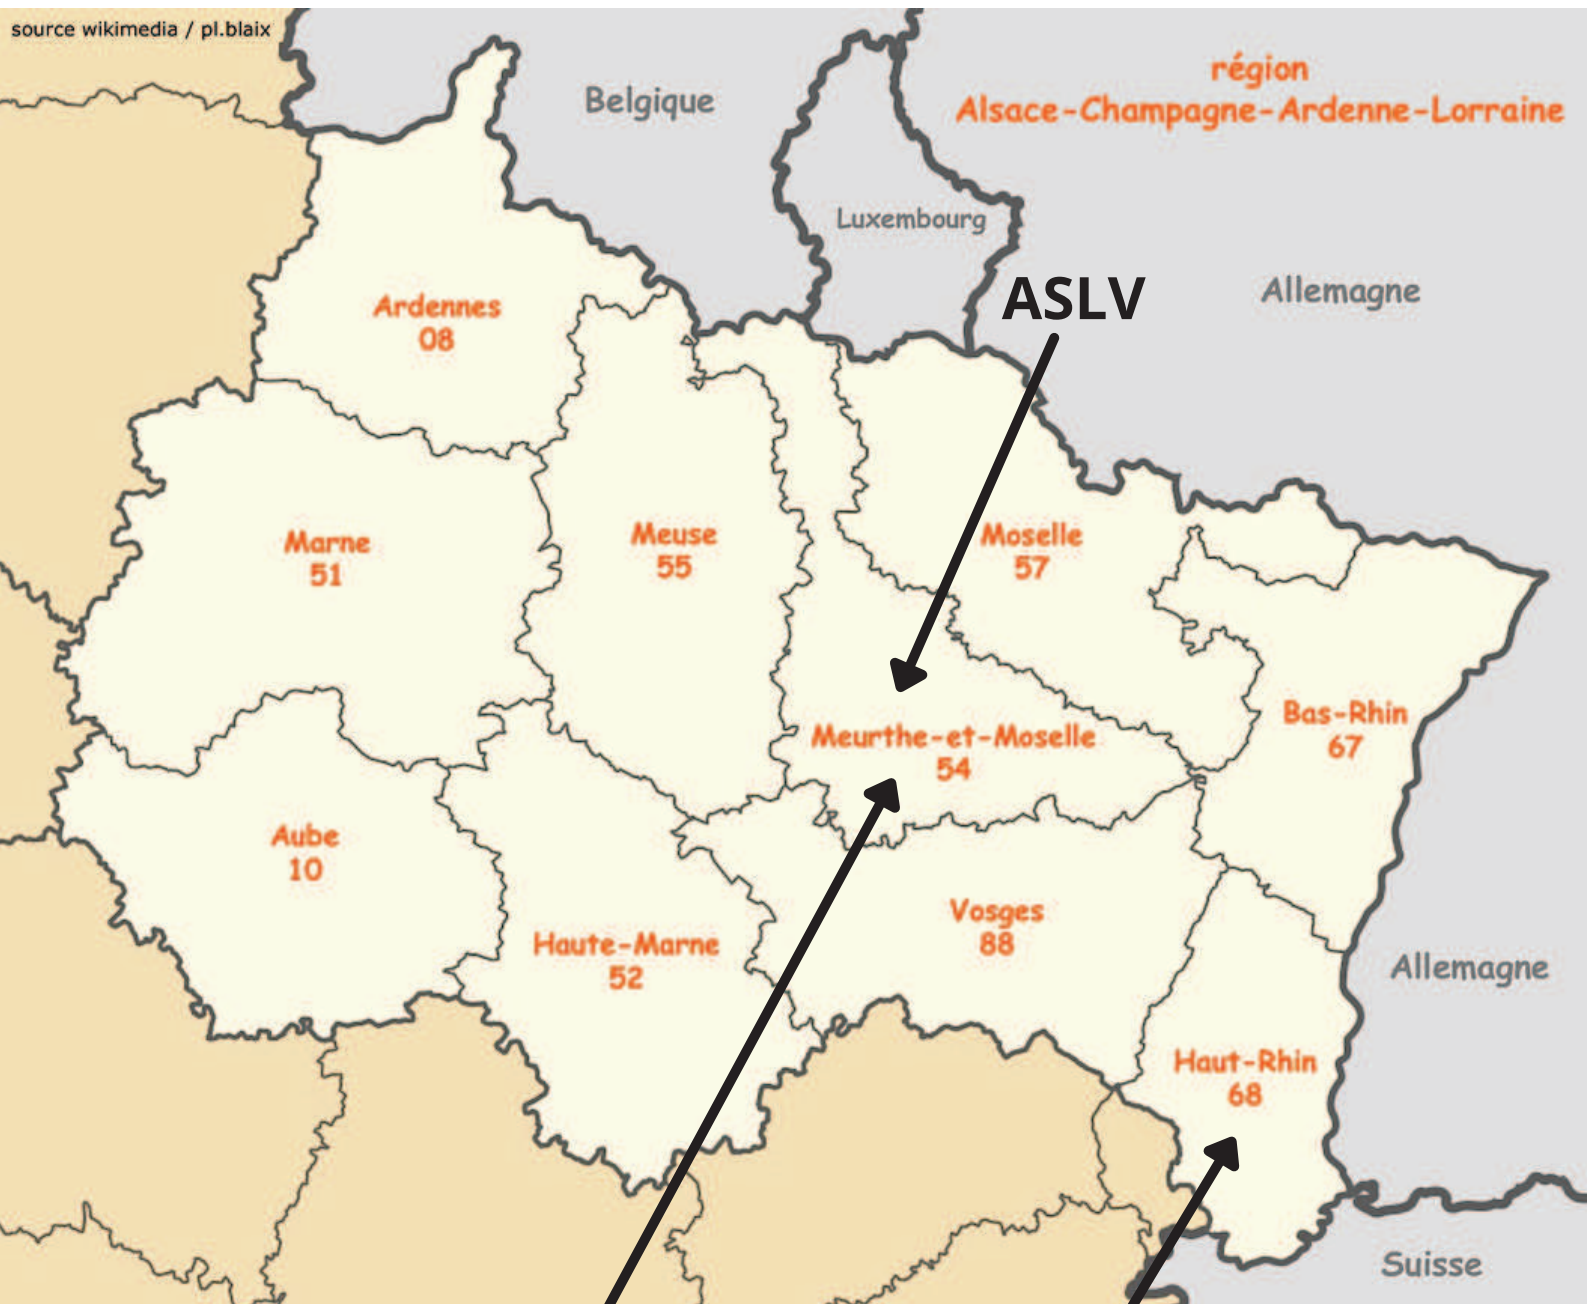 source wikimedia / pl.blaix
région
Alsace-Champagne-Ardenne-Lorraine
Belgique
Luxembourg
Allemagne
ASLV
Ardennes
08
Marne
51
Meuse
55
Moselle
57
Bas-Rhin
67
Meurthe-et-Moselle
54
Aube
10
Haute-Marne
52
Vosges
88
Allemagne
Haut-Rhin
68
Suisse